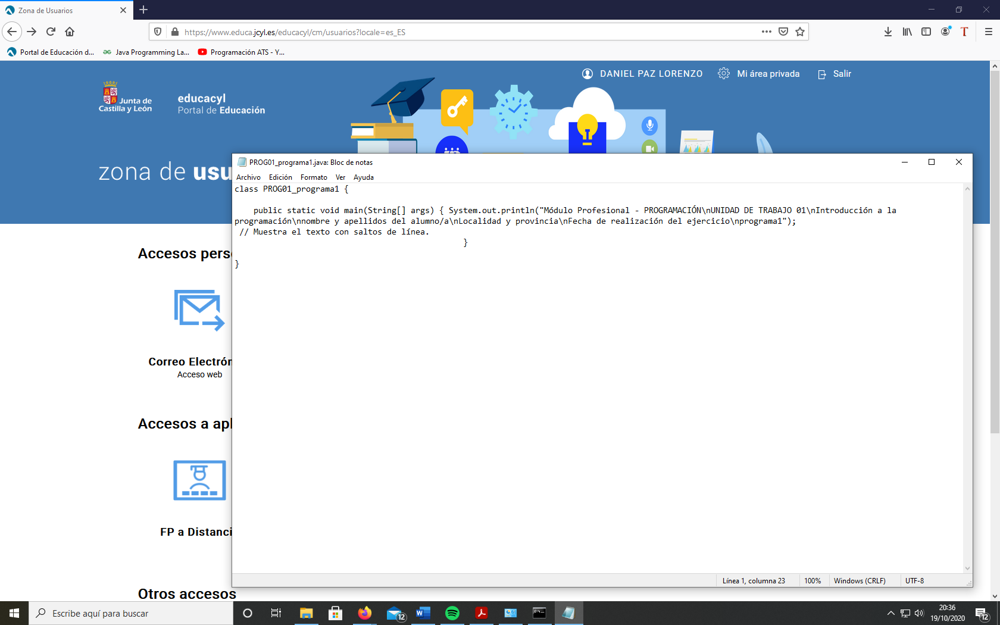 Zona de Usuarios
https://www.educa.jcyl.es/educacyl/cm/usuarios?locale=es_ES
Portal de Educación d...
Java Programming La...
Programación ATS - Y...
DANIEL PAZ LORENZO
Mi área privada
Salir
Junta de
Castilla y León
educacyl
Portal de Educación
zona de usu
PROG01_programa1.java: Bloc de notas
Archivo Edición Formato Ver Ayuda
class PROG01_programa1 {
public static void main(String[] args) { System.out.println("Módulo Profesional - PROGRAMACIÓN\nUNIDAD DE TRABAJO 01\nIntroducción a la
programación\nnombre y apellidos del alumno/a\nLocalidad y provincia\nFecha de realización del ejercicio\nprograma1");
// Muestra el texto con saltos de línea.
}
}
Accesos pers
Correo Electrón
Acceso web
Accesos a apl
FP a Distanci
Otros accesos
Línea 1, columna 23
100%
Windows (CRLF)
UTF-8
Escribe aquí para buscar
12
20:36
19/10/2020
12